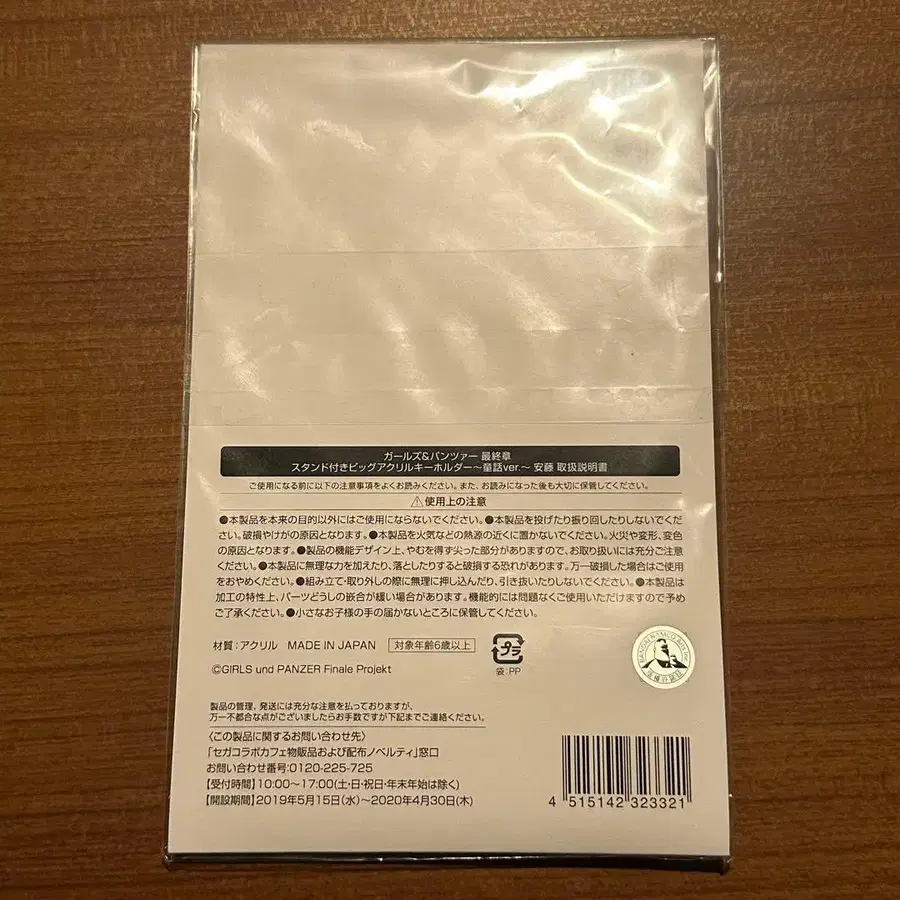 ガールズ&パンツァー 最終章
スタンド付きビッグアクリルキーホルダー〜童話ver.〜 安藤 取扱説明書
ご使用になる前に以下の注意事項をよくお読みください。また、お読みになった後も大切に保管してください。
⚠使用上の注意
●本製品を本来の目的以外にはご使用にならないでください。●本製品を投げたり振り回したりしないでくだ
さい。破損やけがの原因となります。●本製品を火気などの熱源の近くに置かないでください。火災や変形、変色
の原因となります。●製品の機能デザイン上、やむを得ず尖った部分がありますので、お取り扱いには充分ご注意
ください。●本製品に無理な力を加えたり、落としたりすると破損する恐れがあります。万一破損した場合はご使用
をおやめください。●組み立て・取り外しの際に無理に押し込んだり、引き抜いたりしないでください。●本製品は
加工の特性上、パーツどうしの嵌合が緩い場合があります。機能的には問題なくご使用いただけますので予め
ご了承ください。●小さなお子様の手の届かないところに保管してください。
材質:アクリル MADE IN JAPAN 対象年齢6歳以上
プラ
袋:PP
©GIRLS und PANZER Finale Projekt
製品の管理、発送には充分な注意を払っておりますが、
万一不都合な点がございましたらお手数ですが下記までご連絡ください。
〈この製品に関するお問い合わせ先〉
「セガコラボカフェ物販品および配布ノベルティ」窓口
お問い合わせ番号:0120-225-725
【受付時間】10:00〜17:00(土・日・祝日・年末年始は除く)
【開設期間】2019年5月15日(水)〜2020年4月30日(木)
4 515142 323321